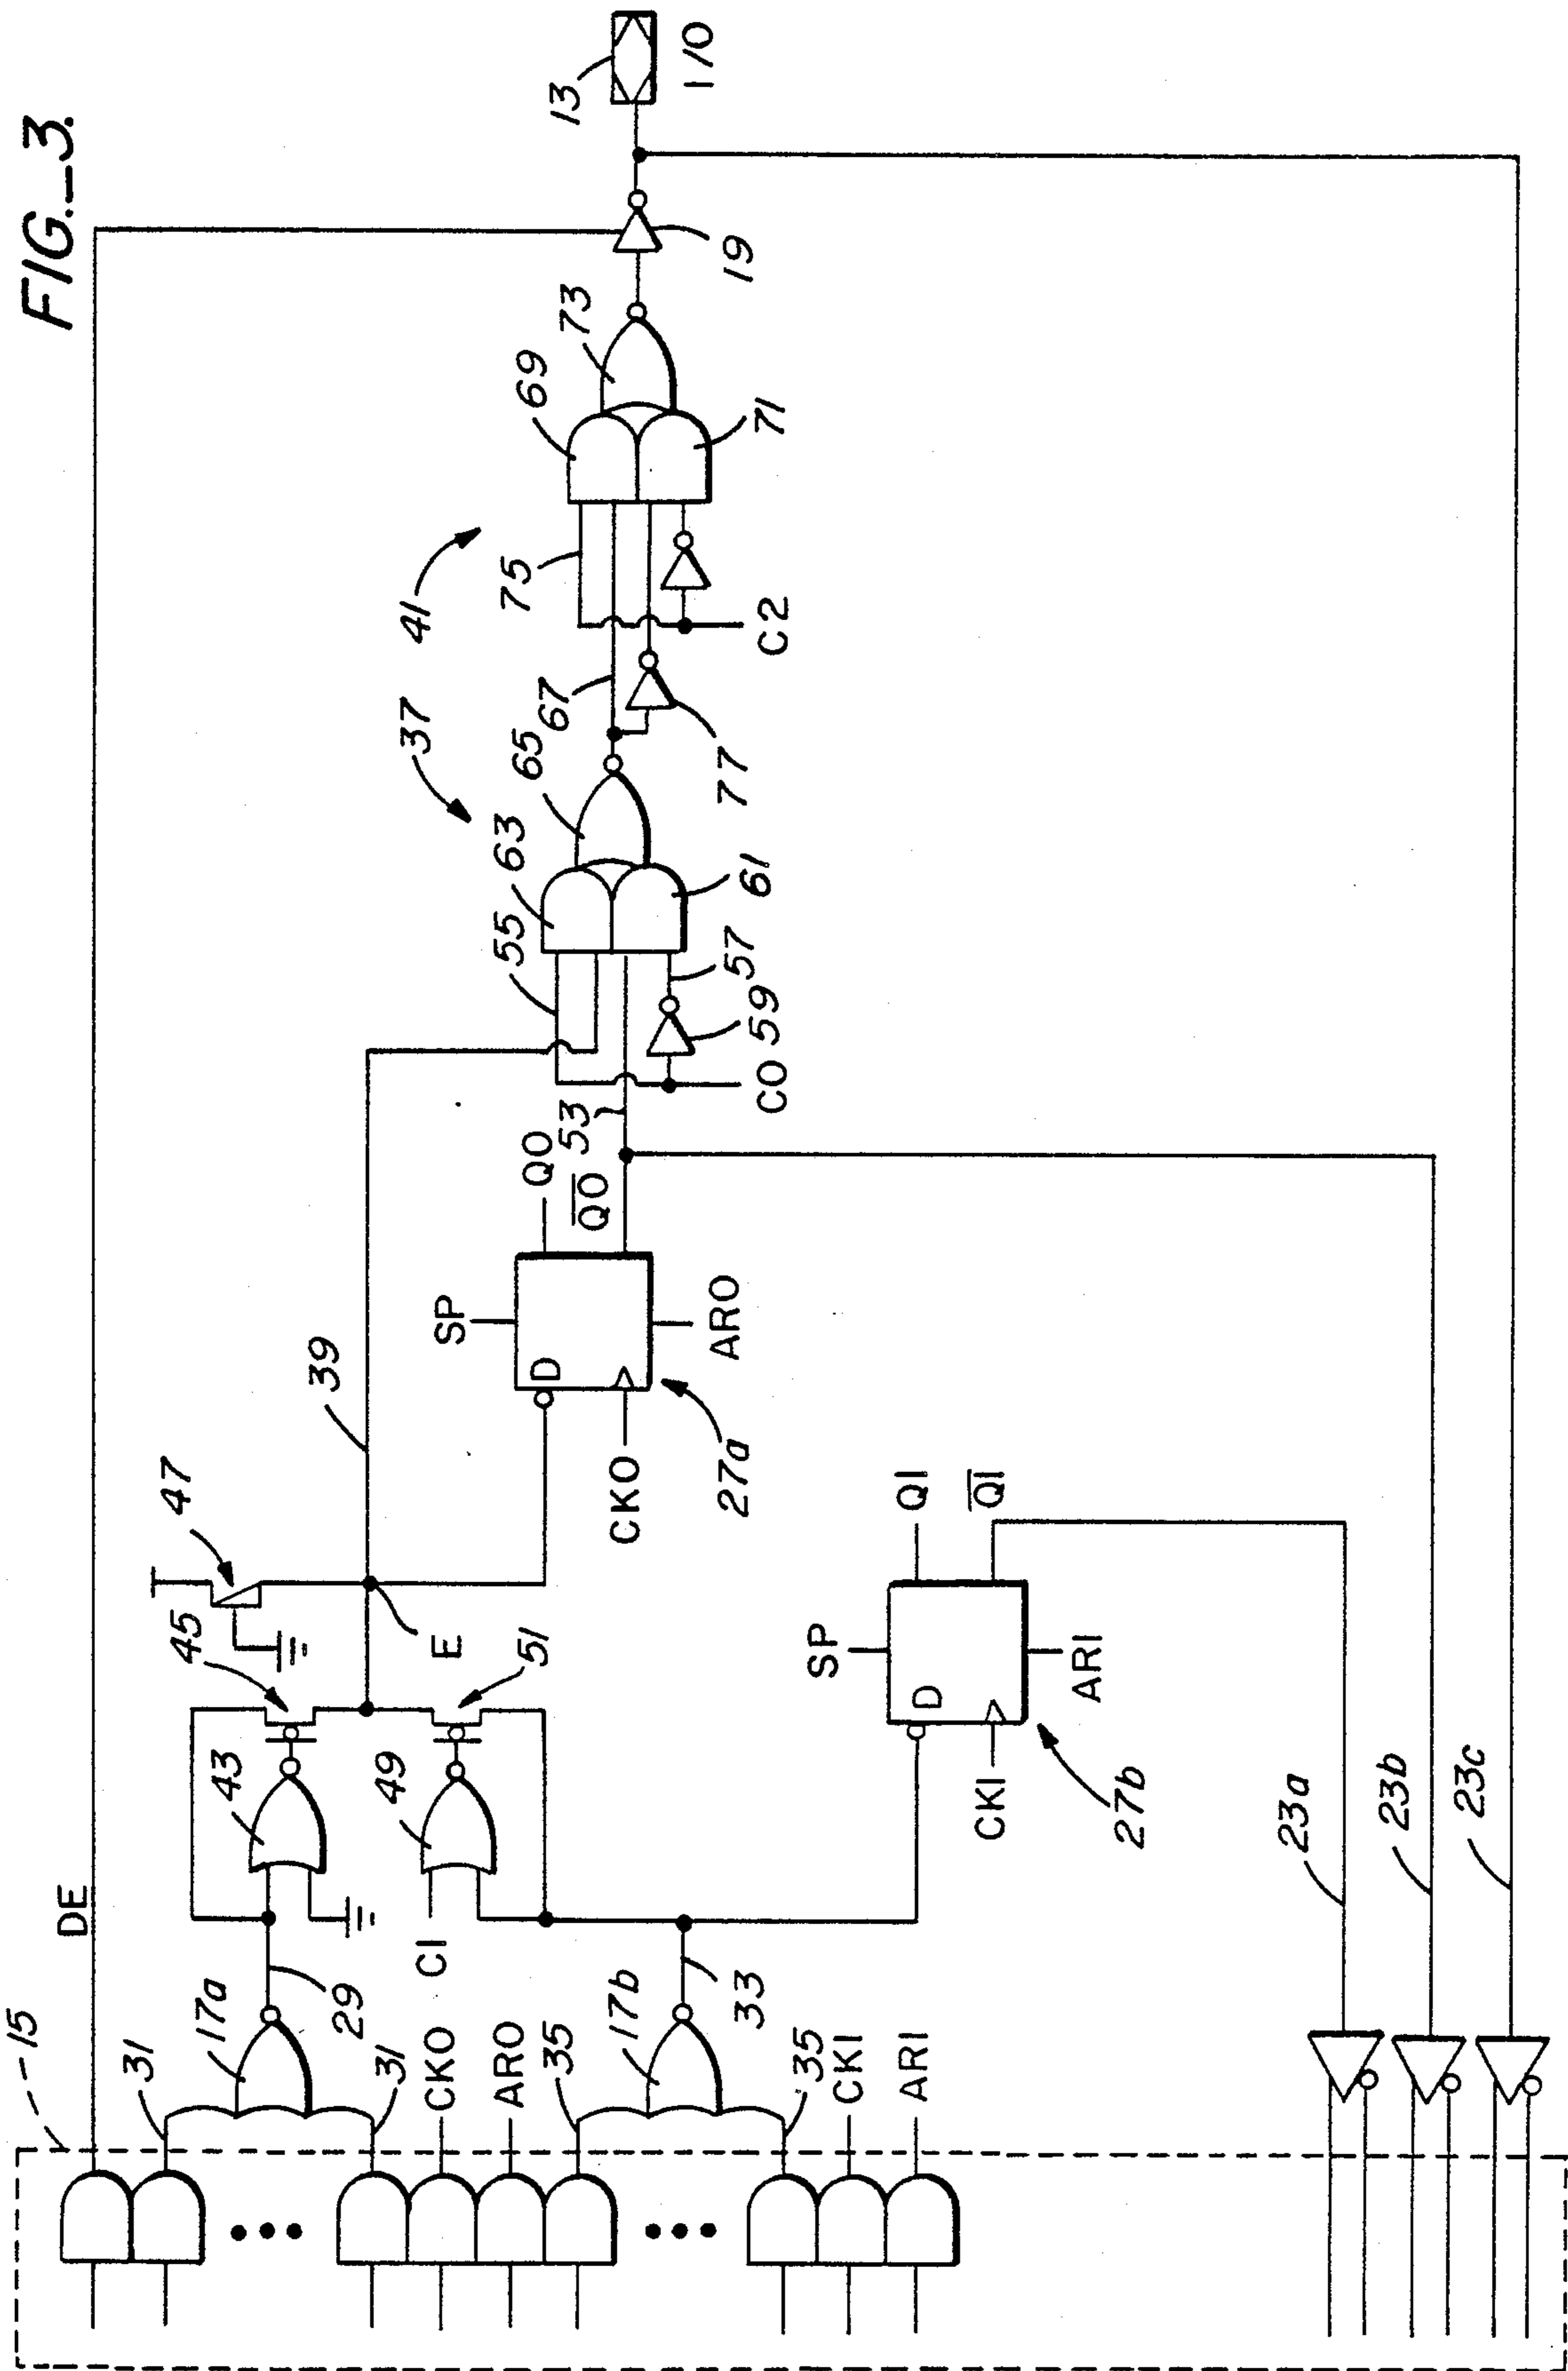 FIG._3.
15
DE
31
17a
43
45
47
29
39
31
49
C1
E
37
41
CK0
SP
51
75
69
13
AR0
55
63
65
67
73
35
Q0
Q̅0̅
53
CK0
17b
I/O
33
AR0
27a
C0
59
57
61
77
C2
71
19
35
CK1
SP
AR1
Q1
Q̅1̅
CK1
AR1
27b
23a
23b
23c